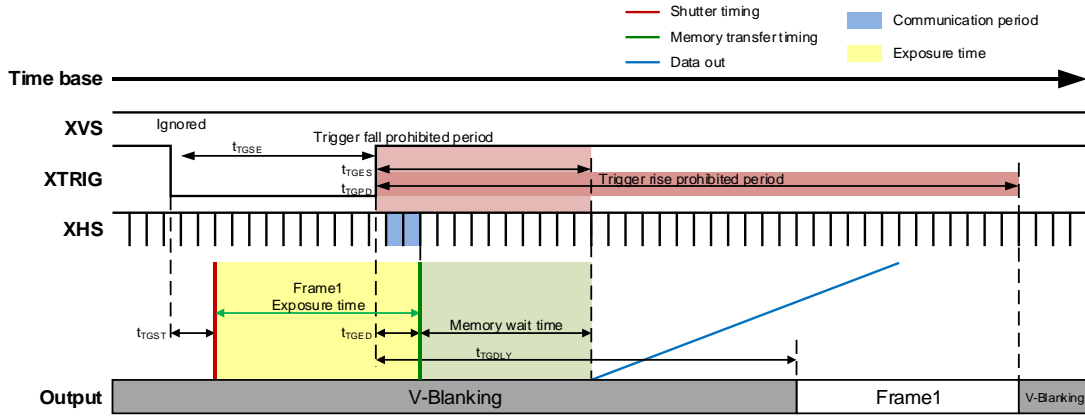 Shutter timing
Memory transfer timing
Data out
Communication period
Exposure time
Time base
XVS
Ignored
Trigger fall prohibited period
tTGSE
XTRIG
tTGES
tTGPD
Trigger rise prohibited period
XHS
Frame1
Exposure time
tTGST
tTGED
Memory wait time
tTGDLY
Output
V-Blanking
Frame1
V-Blanking